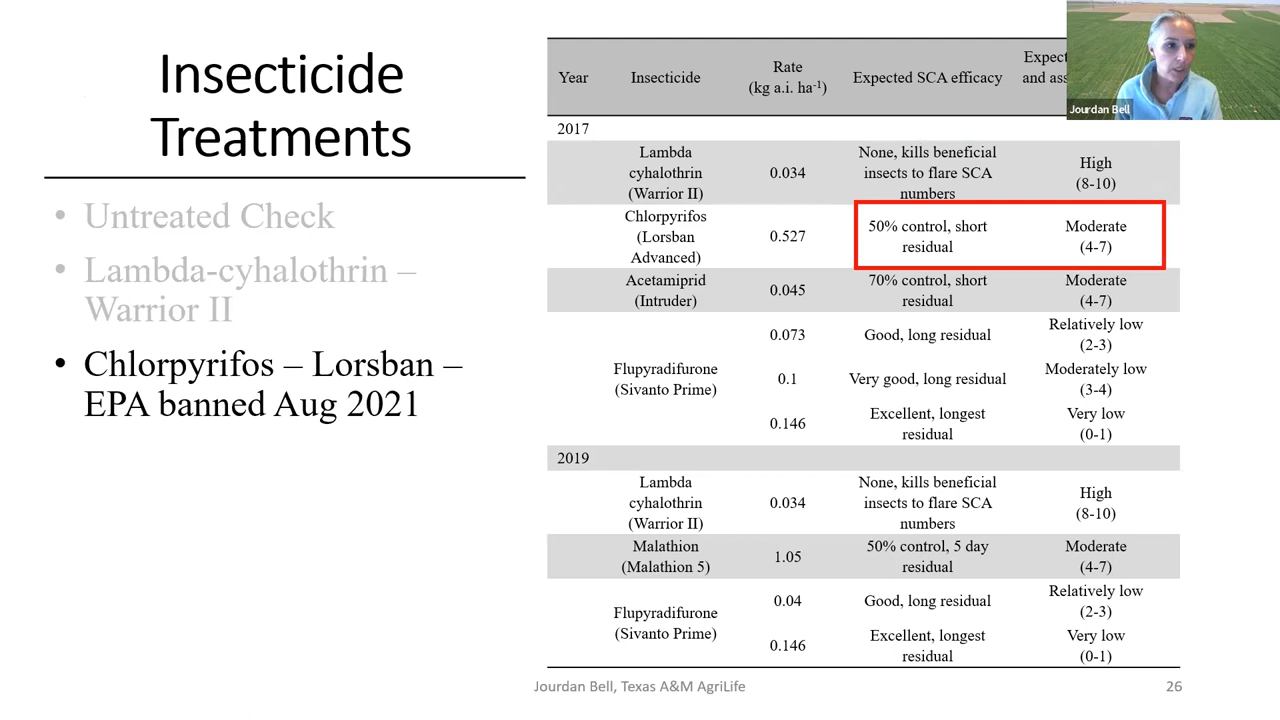 Insecticide
Treatments
• Untreated Check
• Lambda-cyhalothrin –
Warrior II
• Chlorpyrifos – Lorsban –
EPA banned Aug 2021
Year
Insecticide
Rate
(kg a.i. ha⁻¹)
Expected SCA efficacy
and
2017
Lambda
cyhalothrin
(Warrior II)
0.034
None, kills beneficial
insects to flare SCA
numbers
High
(8-10)
Chlorpyrifos
(Lorsban
Advanced)
0.527
50% control, short
residual
Moderate
(4-7)
Acetamiprid
(Intruder)
0.045
70% control, short
residual
Moderate
(4-7)
Flupyradifurone
(Sivanto Prime)
0.073
Good, long residual
Relatively low
(2-3)
0.1
Very good, long residual
Moderately low
(3-4)
0.146
Excellent, longest
residual
Very low
(0-1)
2019
Lambda
cyhalothrin
(Warrior II)
0.034
None, kills beneficial
insects to flare SCA
numbers
High
(8-10)
Malathion
(Malathion 5)
1.05
50% control, 5 day
residual
Moderate
(4-7)
Flupyradifurone
(Sivanto Prime)
0.04
Good, long residual
Relatively low
(2-3)
0.146
Excellent, longest
residual
Very low
(0-1)
Jourdan Bell
Jourdan Bell, Texas A&M AgriLife
26